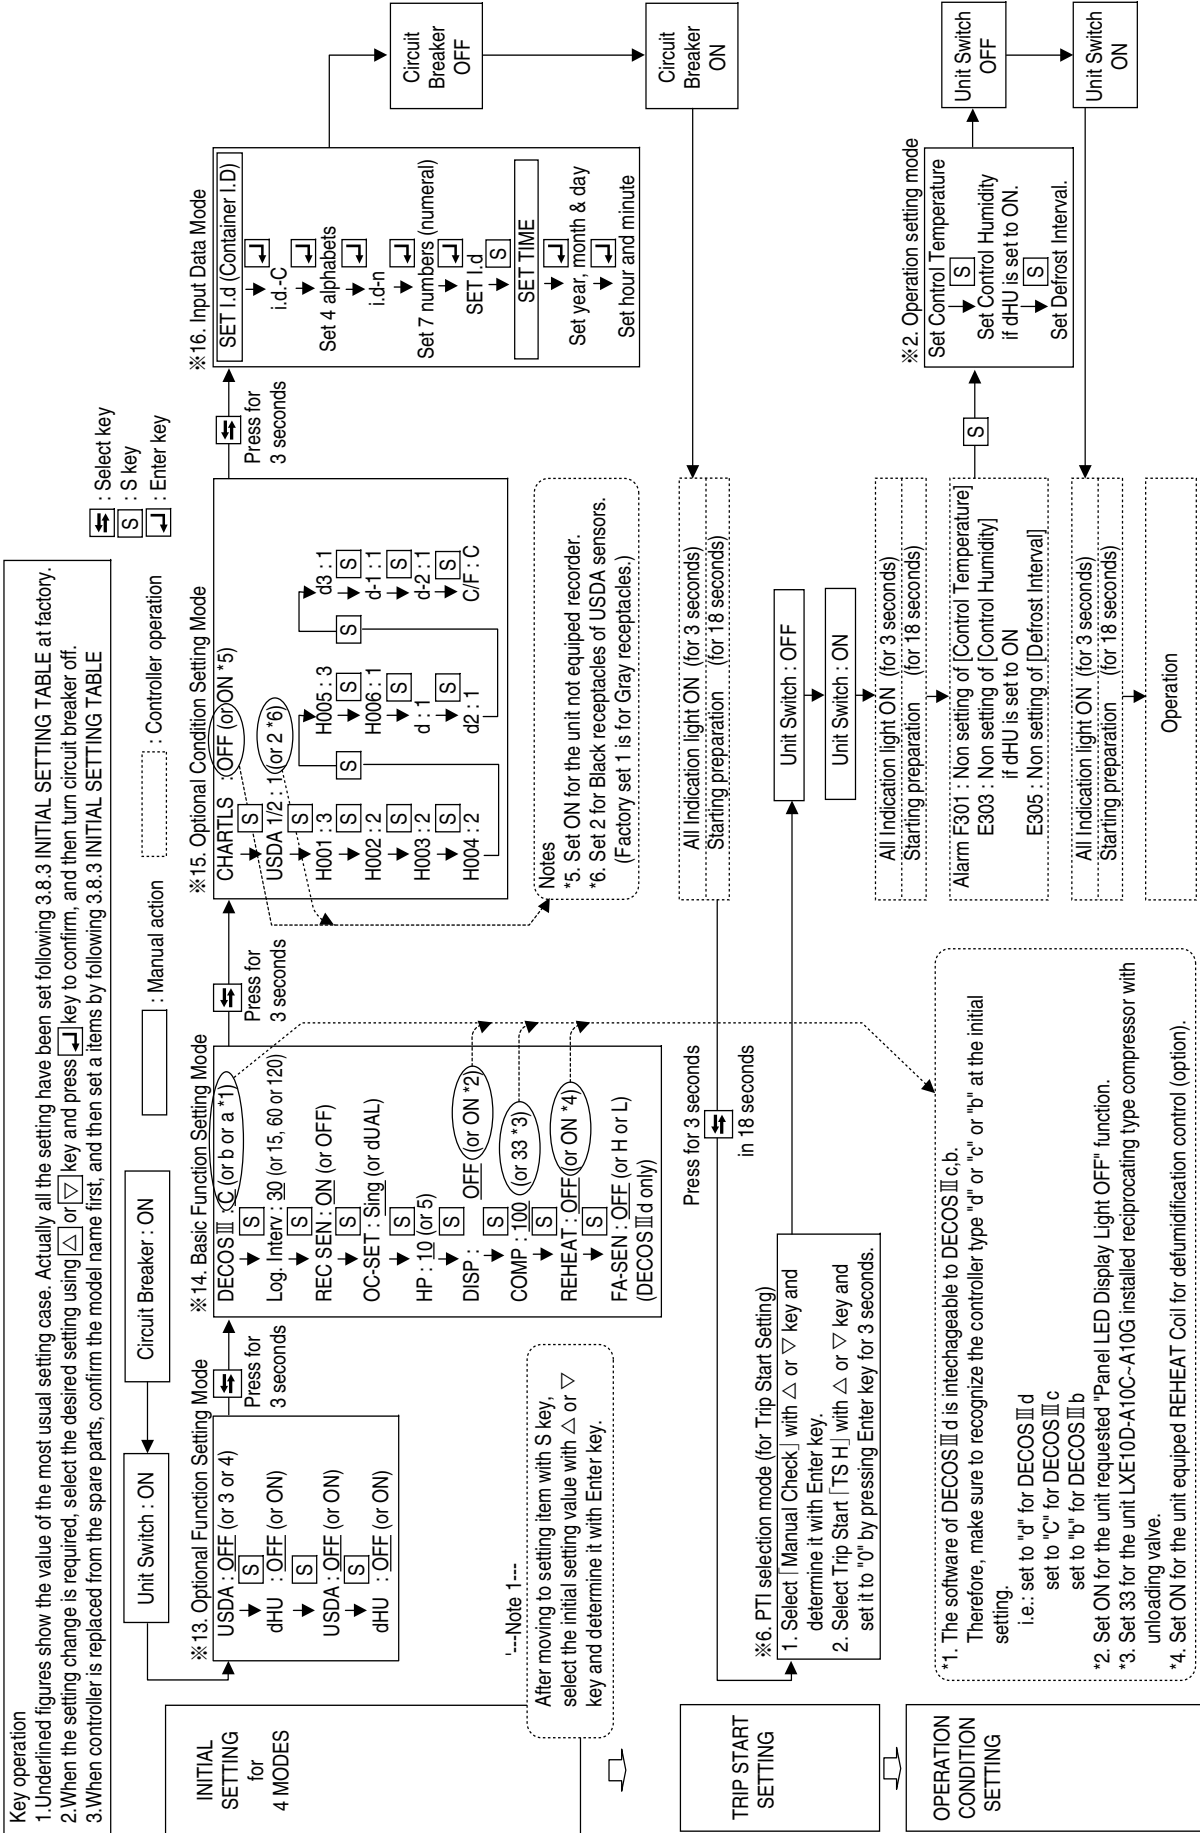 Key operation
1.Underlined figures show the value of the most usual setting case. Actually all the setting have been set following 3.8.3 INITIAL SETTING TABLE at factory.
2.When the setting change is required, select the desired setting using △ or ▽ key and press ↵ key to confirm, and then turn circuit breaker off.
3.When controller is replaced from the spare parts, confirm the model name first, and then set a items by following 3.8.3 INITIAL SETTING TABLE
: Manual action
: Controller operation
⇆ : Select key
S : S key
↵ : Enter key
INITIAL
SETTING
for
4 MODES
Unit Switch : ON
Circuit Breaker : ON
※13. Optional Function Setting Mode
USDA : OFF (or 3 or 4)
S
dHU : OFF (or ON)
S
USDA : OFF (or ON)
S
dHU : OFF (or ON)
⇆
Press for
3 seconds
※14. Basic Function Setting Mode
DECOSⅢ : C (or b or a *1)
S
Log. Interv : 30 (or 15, 60 or 120)
S
REC SEN : ON (or OFF)
S
OC-SET : Sing (or dUAL)
S
HP : 10 (or 5)
S
DISP : OFF (or ON *2)
S
COMP : 100 (or 33 *3)
S
REHEAT : OFF (or ON *4)
S
FA-SEN : OFF (or H or L)
(DECOSⅢd only)
⇆
Press for
3 seconds
※15. Optional Condition Setting Mode
CHARTLS : OFF (or ON *5)
S
USDA 1/2 : 1 (or 2 *6)
S
H001 : 3
S
H002 : 2
S
H003 : 2
S
H004 : 2
S
H005 : 3
S
H006 : 1
S
d : 1
S
d2 : 1
S
d3 : 1
S
d-1 : 1
S
d-2 : 1
S
C/F : C
⇆
Press for
3 seconds
※16. Input Data Mode
SET I.d (Container I.D)
↵
i.d.-C
↵
Set 4 alphabets
↵
i.d-n
↵
Set 7 numbers (numeral)
↵
SET I.d
S
SET TIME
↵
Set year, month & day
↵
Set hour and minute
Circuit
Breaker
OFF
Circuit
Breaker
ON
'---Note 1---
After moving to setting item with S key,
select the initial setting value with △ or ▽
key and determine it with Enter key.
Notes
*5. Set ON for the unit not equiped recorder.
*6. Set 2 for Black receptacles of USDA sensors.
(Factory set 1 is for Gray receptacles.)
TRIP START
SETTING
All Indication light ON (for 3 seconds)
Starting preparation (for 18 seconds)
Press for 3 seconds
⇆
in 18 seconds
※6. PTI selection mode (for Trip Start Setting)
1. Select「Manual Check」with △ or ▽ key and
determine it with Enter key.
2. Select Trip Start「TS H」with △ or ▽ key and
set it to "0" by pressing Enter key for 3 seconds.
Unit Switch : OFF
Unit Switch : ON
OPERATION
CONDITION
SETTING
All Indication light ON (for 3 seconds)
Starting preparation (for 18 seconds)
Alarm F301 : Non setting of [Control Temperature]
E303 : Non setting of [Control Humidity]
if dHU is set to ON
E305 : Non setting of [Defrost Interval]
S
※2. Operation setting mode
Set Control Temperature
S
Set Control Humidity
if dHU is set to ON.
S
Set Defrost Interval.
Unit Switch
OFF
Unit Switch
ON
All Indication light ON (for 3 seconds)
Starting preparation (for 18 seconds)
Operation
*1. The software of DECOSⅢd is intechageable to DECOSⅢc,b.
Therefore, make sure to recognize the controller type "d" or "c" or "b" at the initial
setting.
i.e.: set to "d" for DECOSⅢd
set to "C" for DECOSⅢc
set to "b" for DECOSⅢb
*2. Set ON for the unit requested "Panel LED Display Light OFF" function.
*3. Set 33 for the unit LXE10D-A10C~A10G installed reciprocating type compressor with
unloading valve.
*4. Set ON for the unit equiped REHEAT Coil for defumidification control (option).